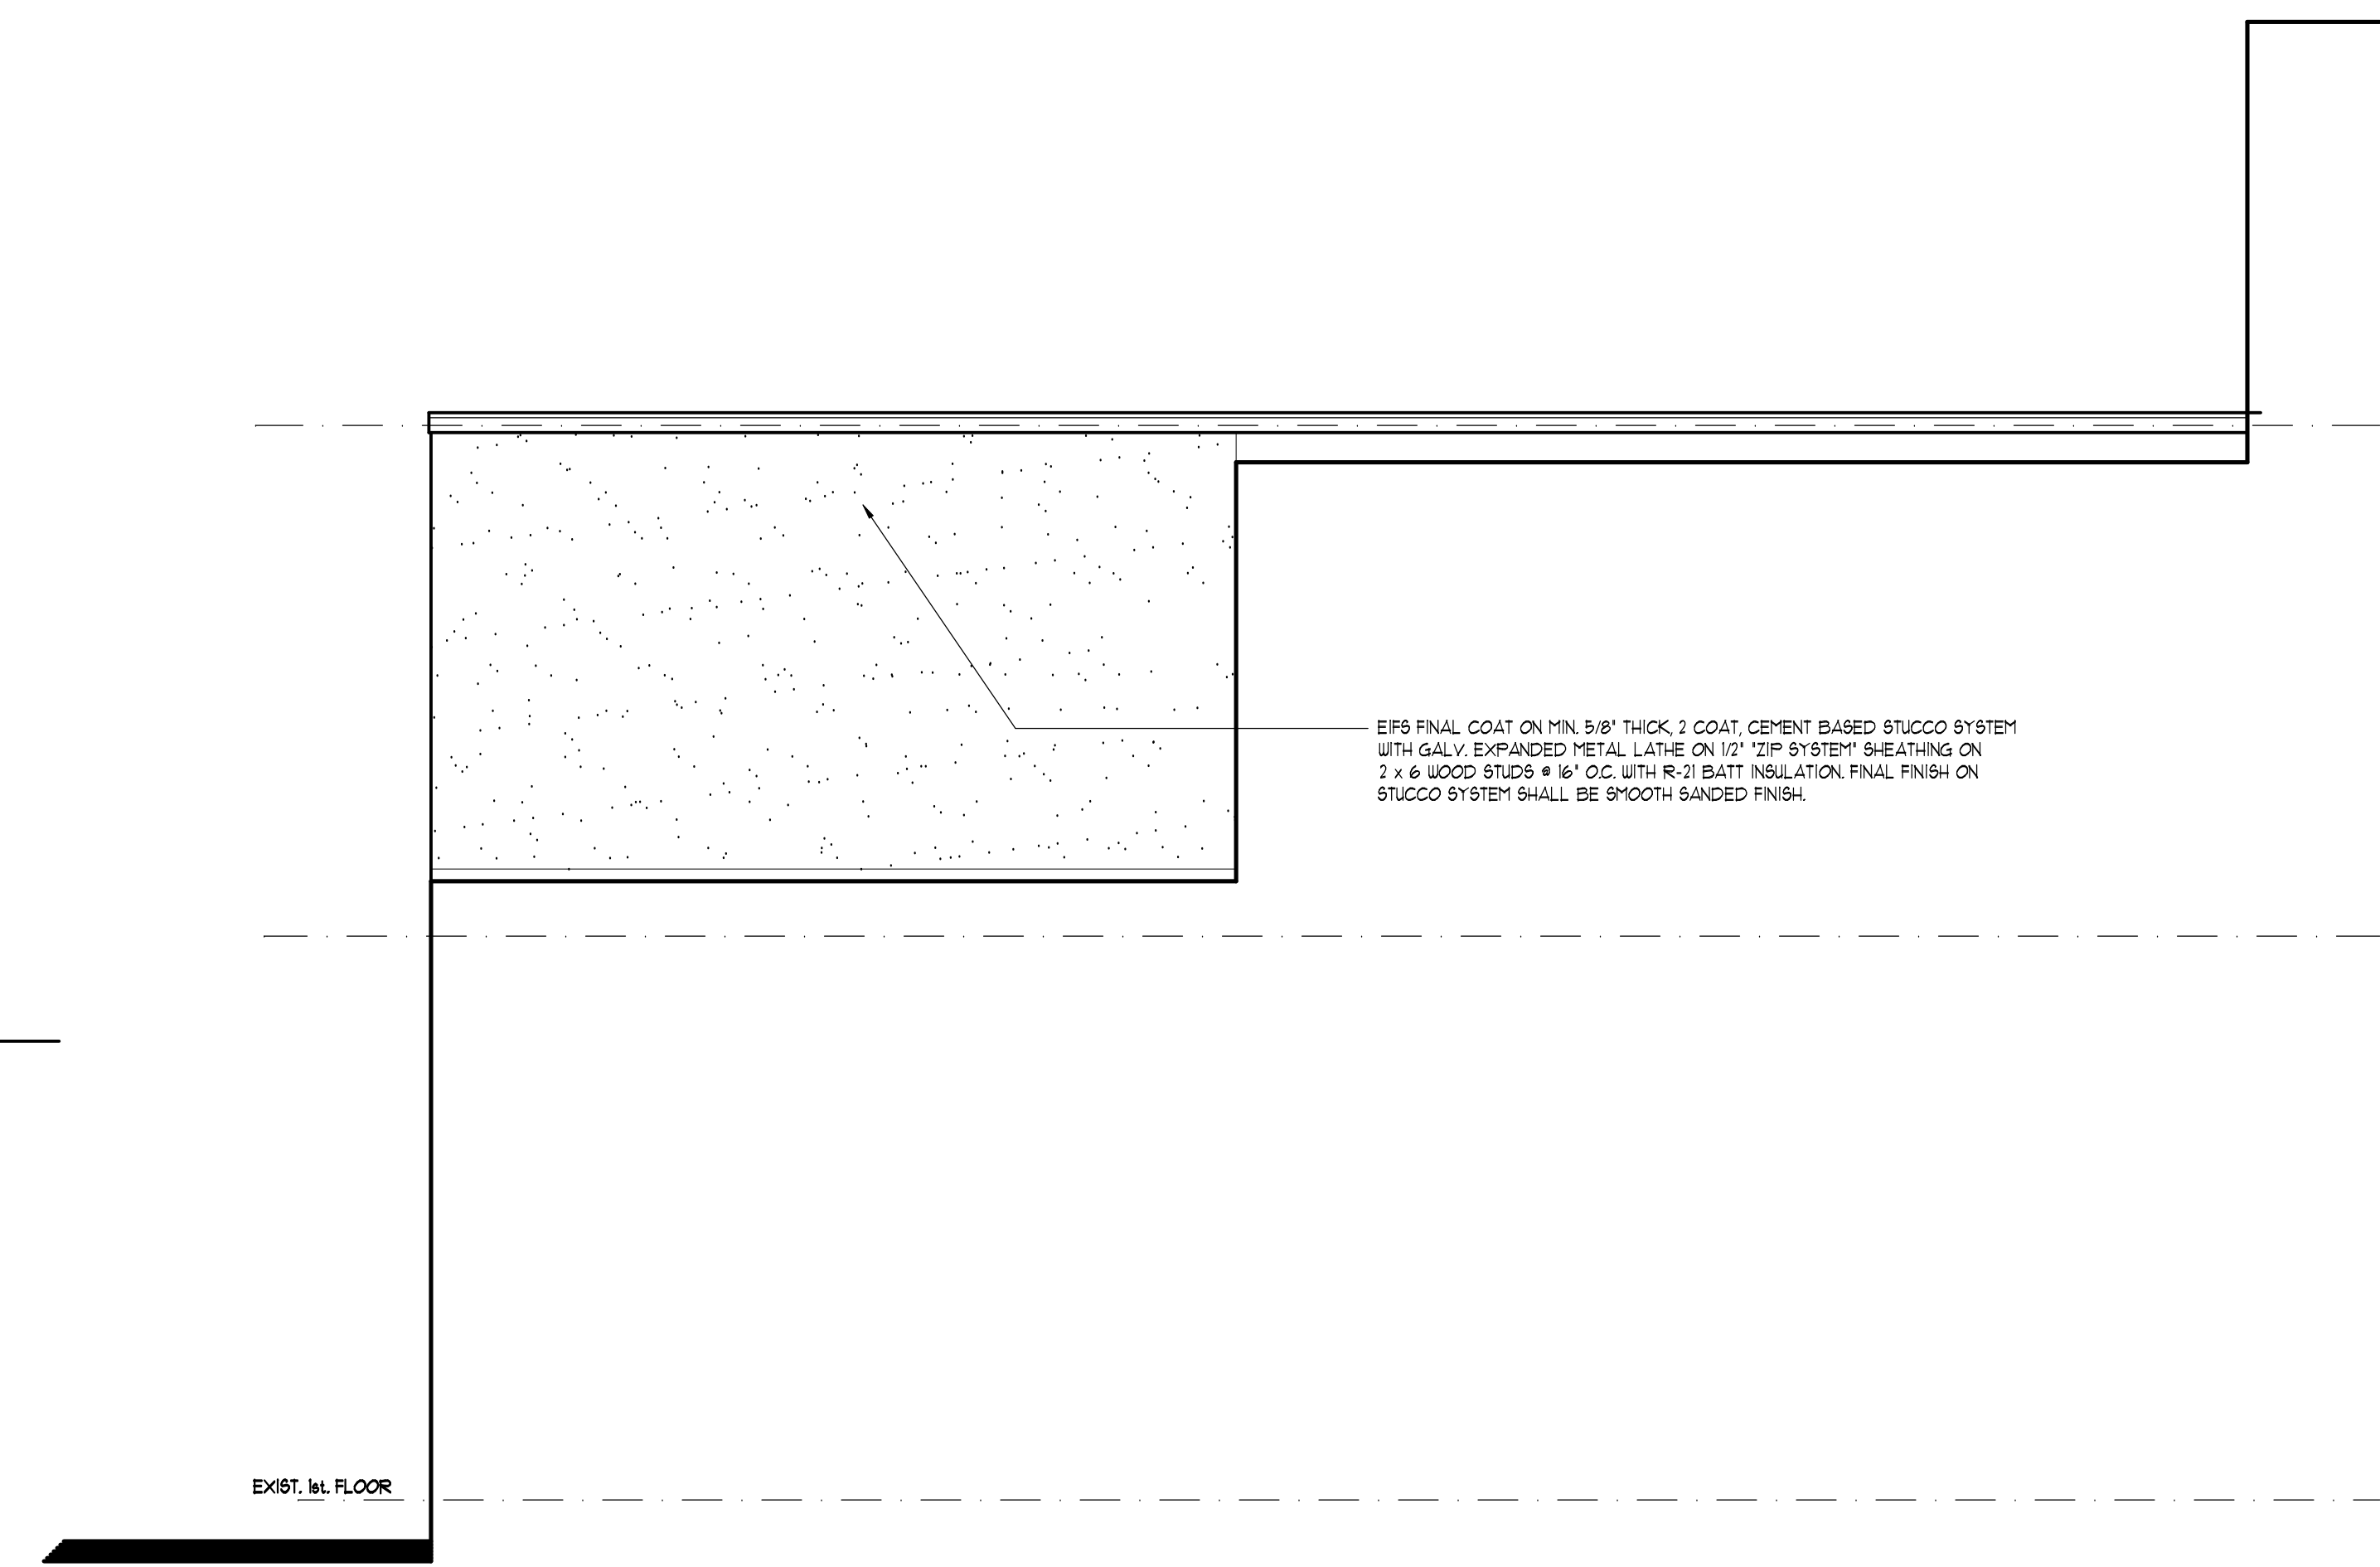 EIFS FINAL COAT ON MIN. 5/8" THICK, 2 COAT, CEMENT BASED STUCCO SYSTEM
WITH GALV. EXPANDED METAL LATHE ON 1/2" "ZIP SYSTEM" SHEATHING ON
2 x 6 WOOD STUDS @ 16" O.C. WITH R-21 BATT INSULATION. FINAL FINISH ON
STUCCO SYSTEM SHALL BE SMOOTH SANDED FINISH.
EXIST. 1st. FLOOR